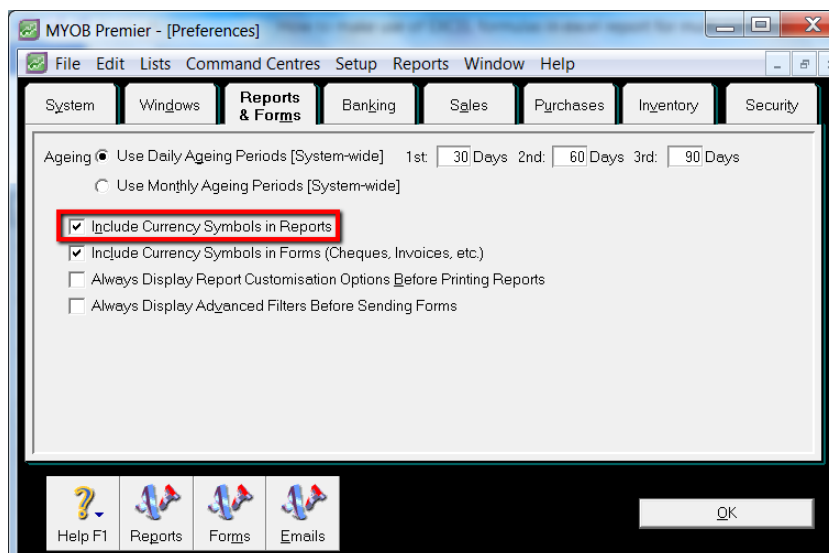 MYOB Premier - [Preferences]
File Edit Lists Command Centres Setup Reports Window Help
System Windows Reports & Forms Banking Sales Purchases Inventory Security
Ageing Use Daily Ageing Periods [System-wide] 1st: 30 Days 2nd: 60 Days 3rd: 90 Days
Use Monthly Ageing Periods [System-wide]
Include Currency Symbols in Reports
Include Currency Symbols in Forms (Cheques, Invoices, etc.)
Always Display Report Customisation Options Before Printing Reports
Always Display Advanced Filters Before Sending Forms
Help F1 Reports Forms Emails OK